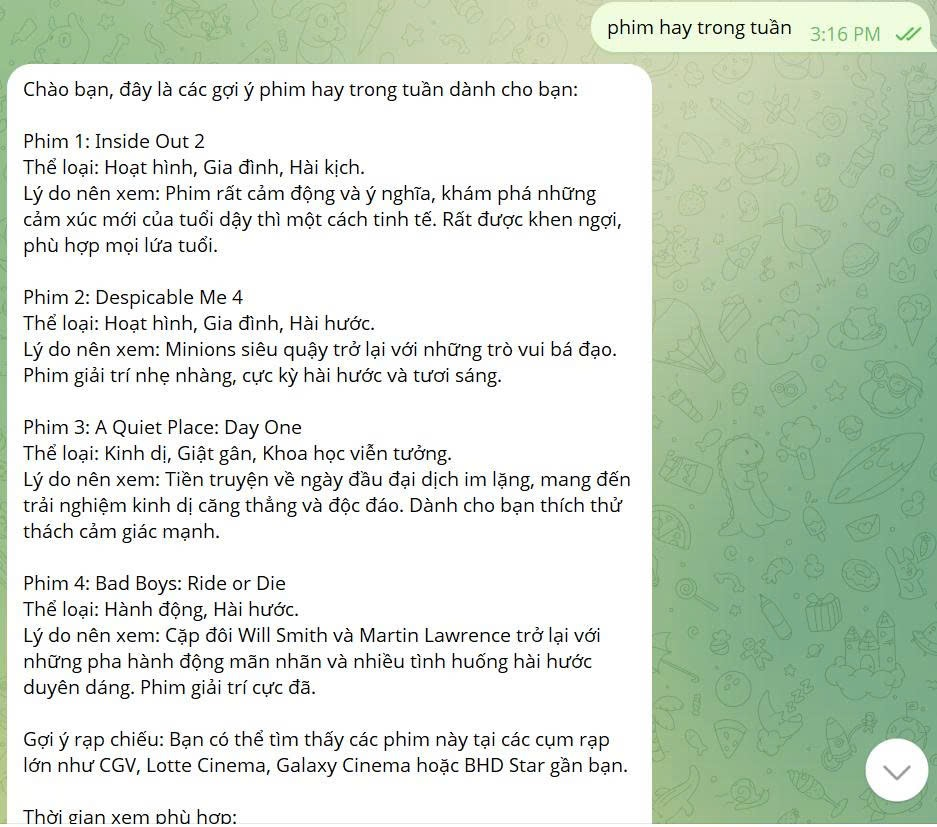 phim hay trong tuần 3:16 PM
Chào bạn, đây là các gợi ý phim hay trong tuần dành cho bạn:
Phim 1: Inside Out 2
Thể loại: Hoạt hình, Gia đình, Hài kịch.
Lý do nên xem: Phim rất cảm động và ý nghĩa, khám phá những
cảm xúc mới của tuổi dậy thì một cách tinh tế. Rất được khen ngợi,
phù hợp mọi lứa tuổi.
Phim 2: Despicable Me 4
Thể loại: Hoạt hình, Gia đình, Hài hước.
Lý do nên xem: Minions siêu quậy trở lại với những trò vui bá đạo.
Phim giải trí nhẹ nhàng, cực kỳ hài hước và tươi sáng.
Phim 3: A Quiet Place: Day One
Thể loại: Kinh dị, Giật gân, Khoa học viễn tưởng.
Lý do nên xem: Tiền truyện về ngày đầu đại dịch im lặng, mang đến
trải nghiệm kinh dị căng thẳng và độc đáo. Dành cho bạn thích thử
thách cảm giác mạnh.
Phim 4: Bad Boys: Ride or Die
Thể loại: Hành động, Hài hước.
Lý do nên xem: Cặp đôi Will Smith và Martin Lawrence trở lại với
những pha hành động mãn nhãn và nhiều tình huống hài hước
duyên dáng. Phim giải trí cực đã.
Gợi ý rạp chiếu: Bạn có thể tìm thấy các phim này tại các cụm rạp
lớn như CGV, Lotte Cinema, Galaxy Cinema hoặc BHD Star gần bạn.
Thời gian xem phù hợp: